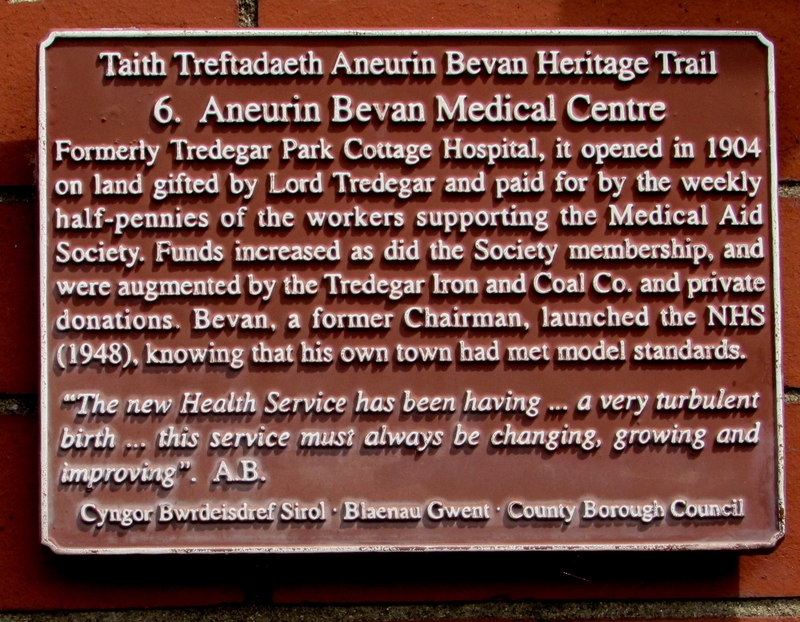 Taith Treftadaeth Aneurin Bevan Heritage Trail
6. Aneurin Bevan Medical Centre
Formerly Tredegar Park Cottage Hospital, it opened in 1904
on land gifted by Lord Tredegar and paid for by the weekly
half-pennies of the workers supporting the Medical Aid
Society. Funds increased as did the Society membership, and
were augmented by the Tredegar Iron and Coal Co. and private
donations. Bevan, a former Chairman, launched the NHS
(1948), knowing that his own town had met model standards.
"The new Health Service has been having ... a very turbulent
birth ... this service must always be changing, growing and
improving". A.B.
Cyngor Bwrdeisdref Sirol · Blaenau Gwent · County Borough Council